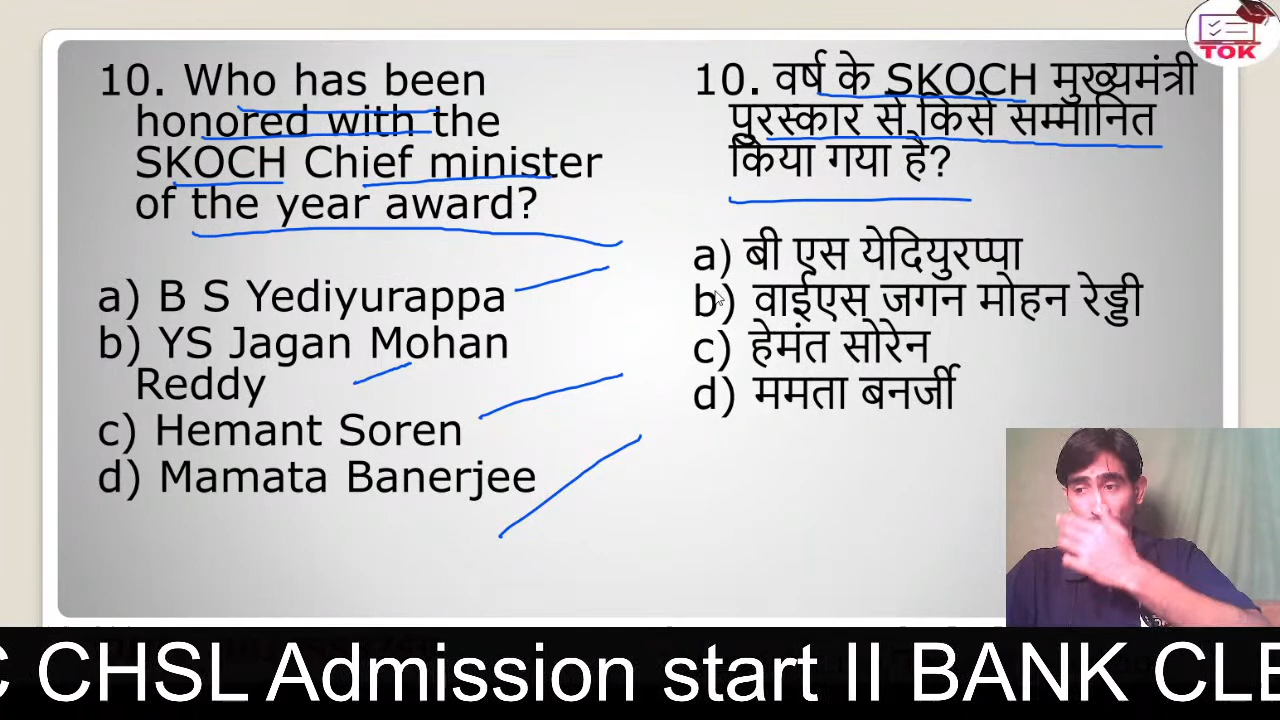 10. Who has been
honored with the
SKOCH Chief minister
of the year award?
a) B S Yediyurappa
b) YS Jagan Mohan
Reddy
c) Hemant Soren
d) Mamata Banerjee
10. वर्ष के SKOCH मुख्यमंत्री
पुरस्कार से किसे सम्मानित
किया गया है?
a) बी एस येदियुरप्पा
b) वाईएस जगन मोहन रेड्डी
c) हेमंत सोरेन
d) ममता बनर्जी
TOK
C CHSL Admission start II BANK CLE